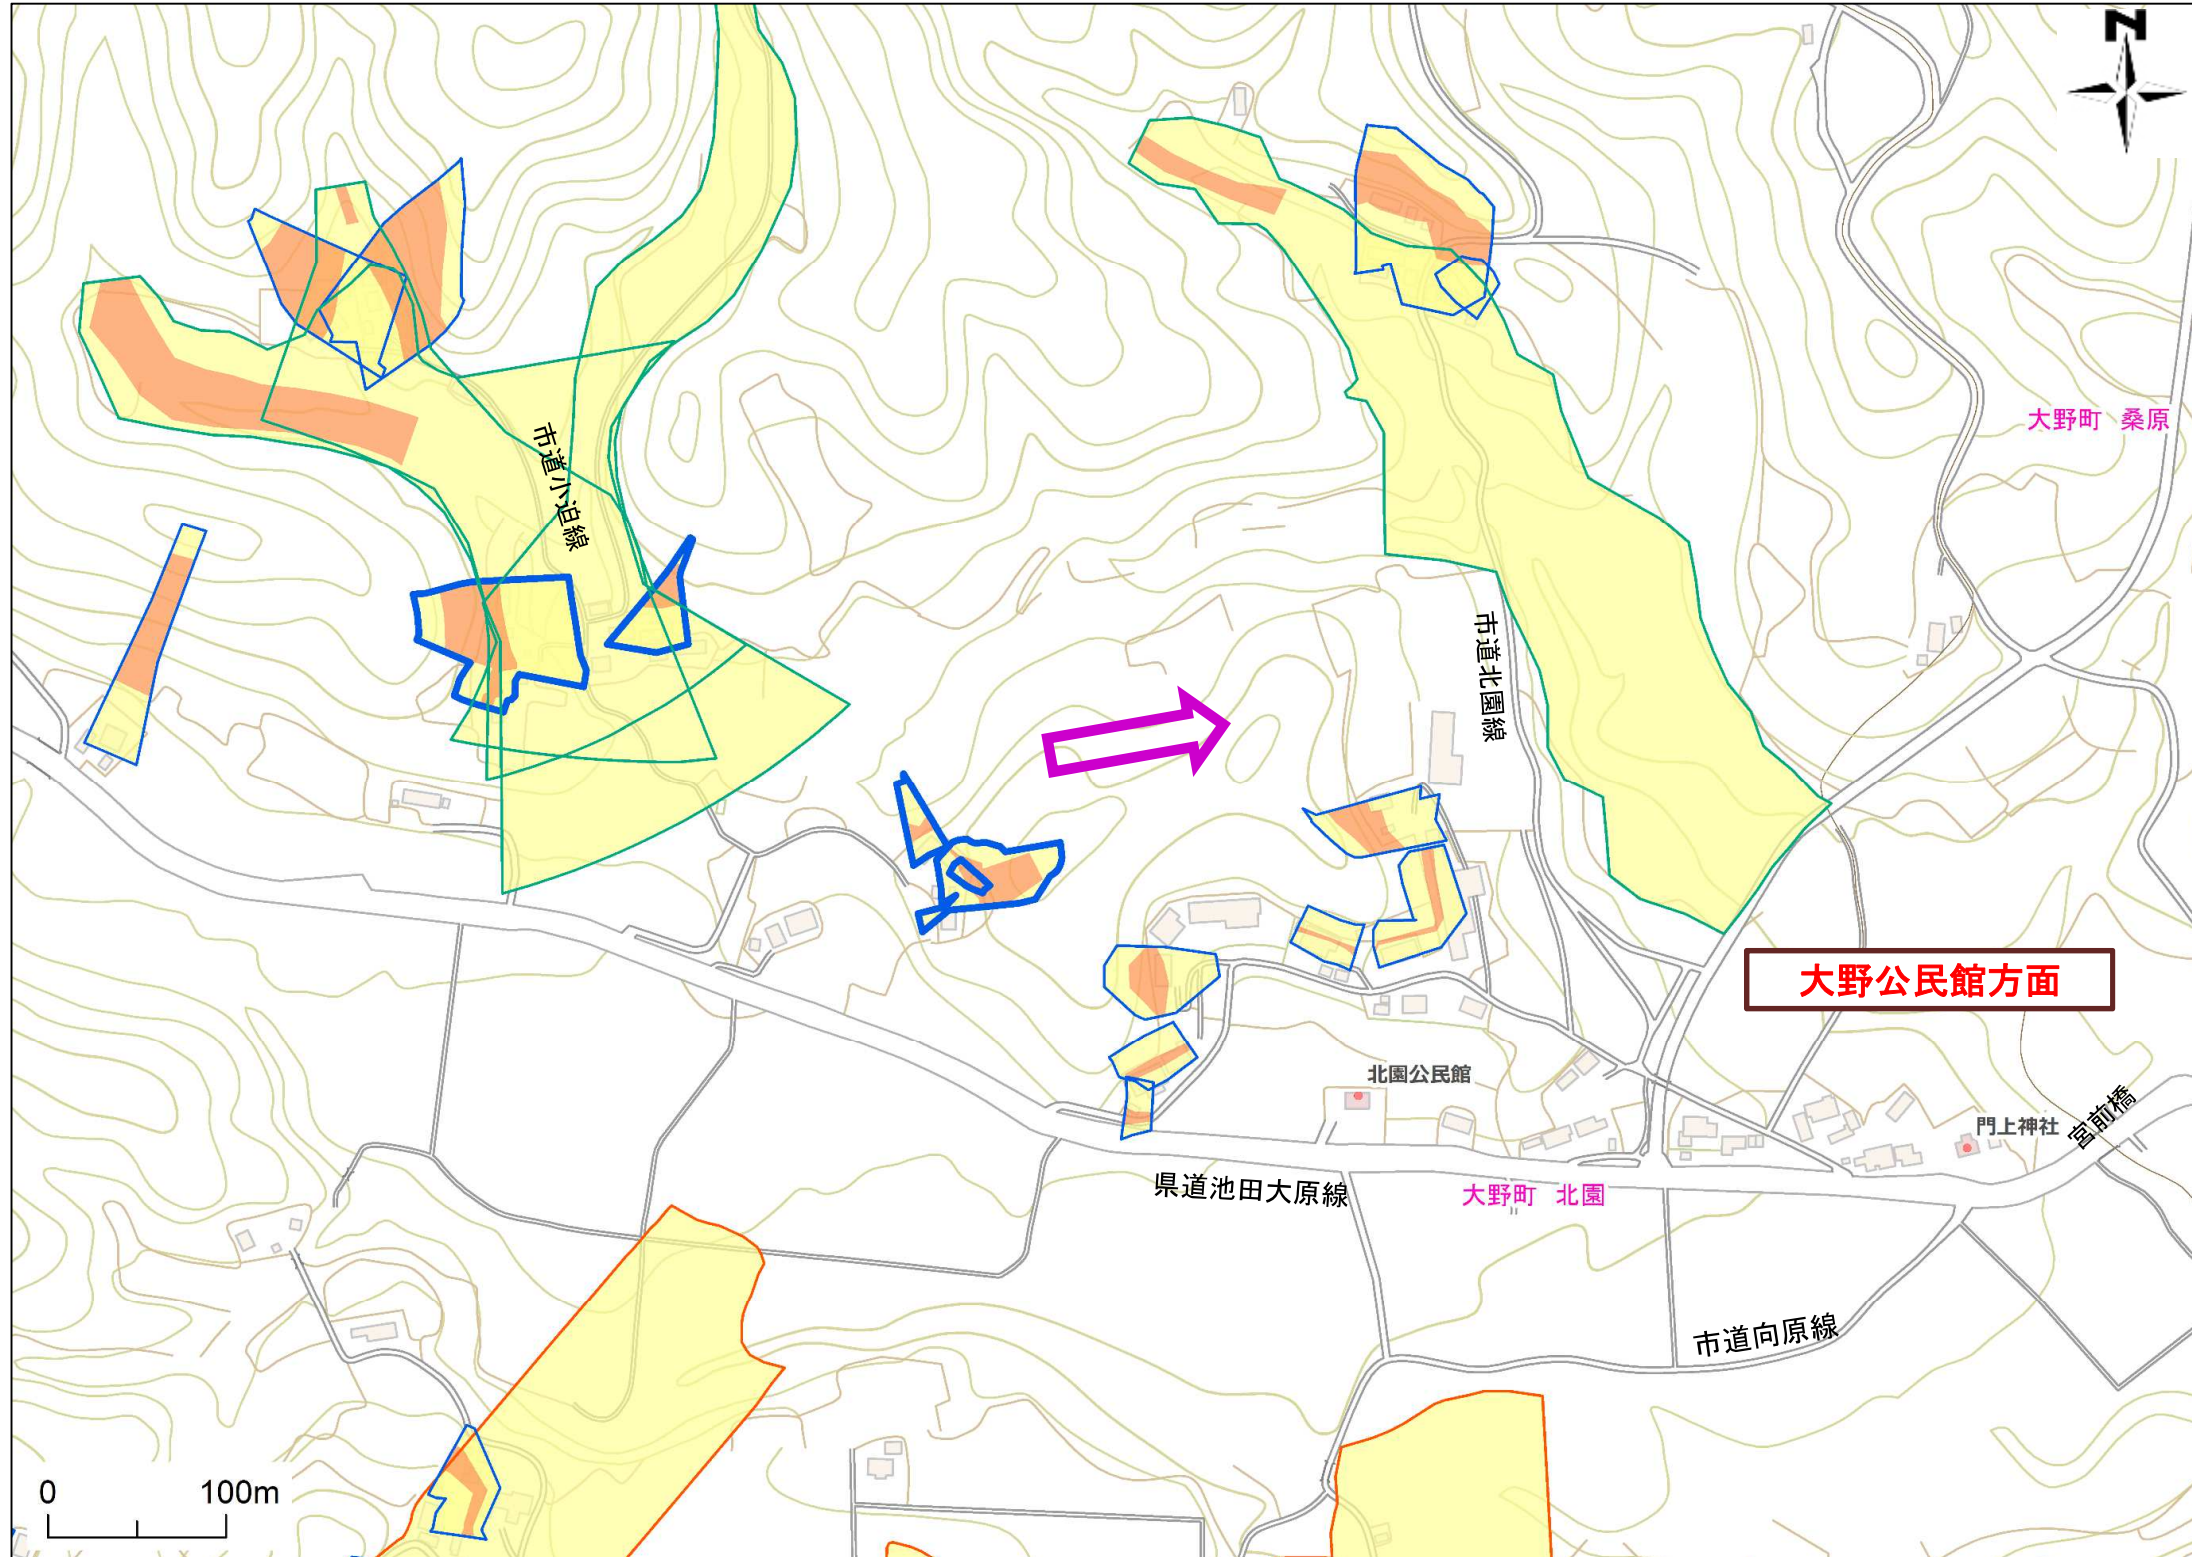 N
大野町 桑原
市道小迫線
市道北園線
大野公民館方面
北園公民館
門上神社
宮前橋
県道池田大原線
大野町 北園
市道向原線
0 100m